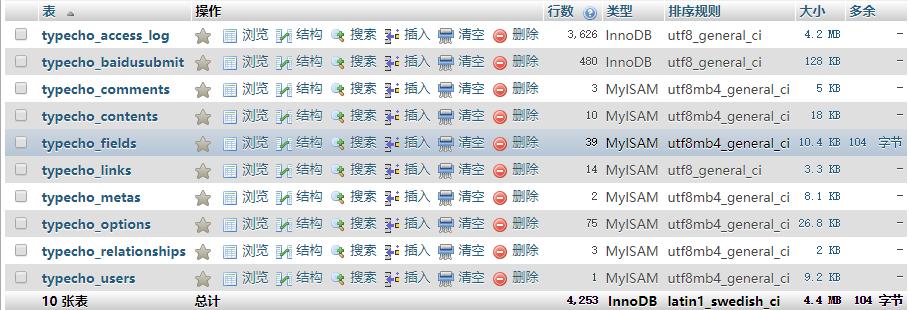 表 操作 行数 类型 排序规则 大小 多余
typecho_access_log 浏览 结构 搜索 插入 清空 删除 3,626 InnoDB utf8_general_ci 4.2 MB -
typecho_baidusubmit 浏览 结构 搜索 插入 清空 删除 480 InnoDB utf8_general_ci 128 KB -
typecho_comments 浏览 结构 搜索 插入 清空 删除 3 MyISAM utf8mb4_general_ci 5 KB -
typecho_contents 浏览 结构 搜索 插入 清空 删除 10 MyISAM utf8mb4_general_ci 18 KB -
typecho_fields 浏览 结构 搜索 插入 清空 删除 39 MyISAM utf8mb4_general_ci 10.4 KB 104 字节
typecho_links 浏览 结构 搜索 插入 清空 删除 14 MyISAM utf8_general_ci 3.3 KB -
typecho_metas 浏览 结构 搜索 插入 清空 删除 2 MyISAM utf8mb4_general_ci 8.1 KB -
typecho_options 浏览 结构 搜索 插入 清空 删除 75 MyISAM utf8mb4_general_ci 26.8 KB -
typecho_relationships 浏览 结构 搜索 插入 清空 删除 3 MyISAM utf8mb4_general_ci 2 KB -
typecho_users 浏览 结构 搜索 插入 清空 删除 1 MyISAM utf8mb4_general_ci 9.2 KB -
10 张表 总计 4,253 InnoDB latin1_swedish_ci 4.4 MB 104 字节